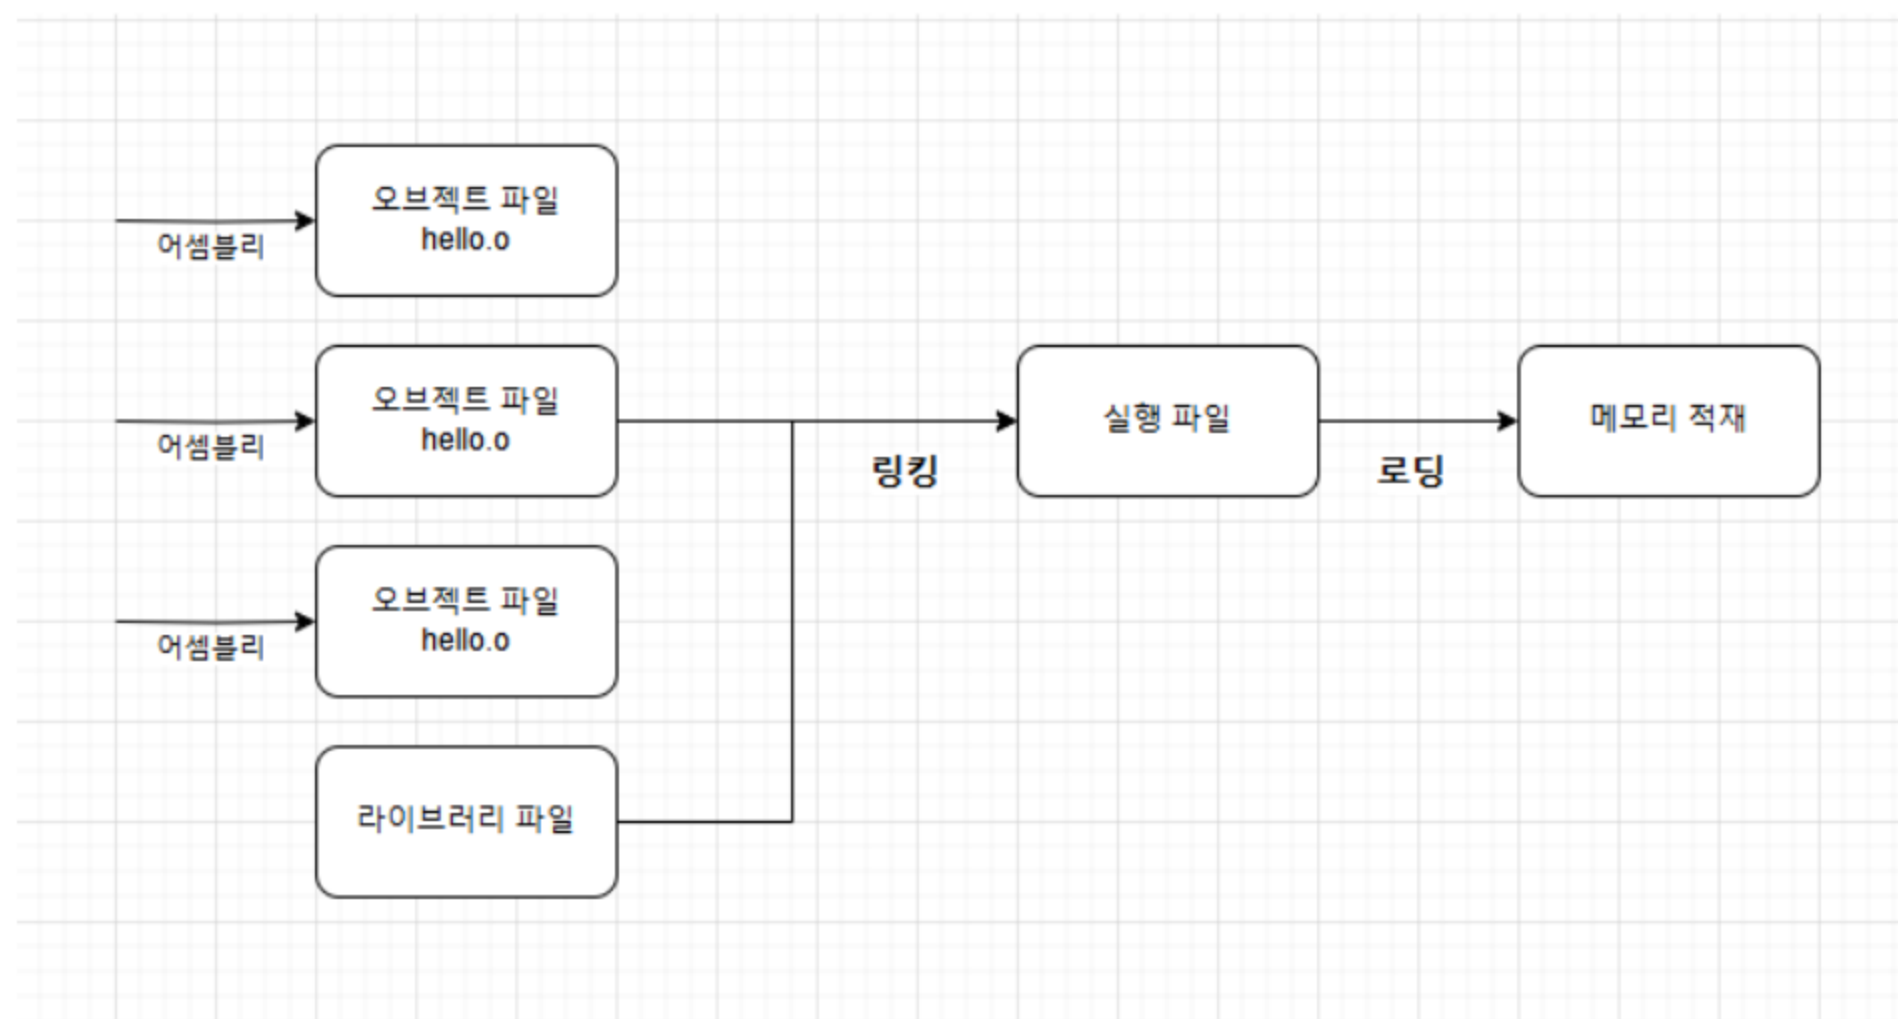 오브젝트 파일
hello.o
어셈블리
오브젝트 파일
hello.o
어셈블리
링킹
실행 파일
로딩
메모리 적재
오브젝트 파일
hello.o
어셈블리
라이브러리 파일